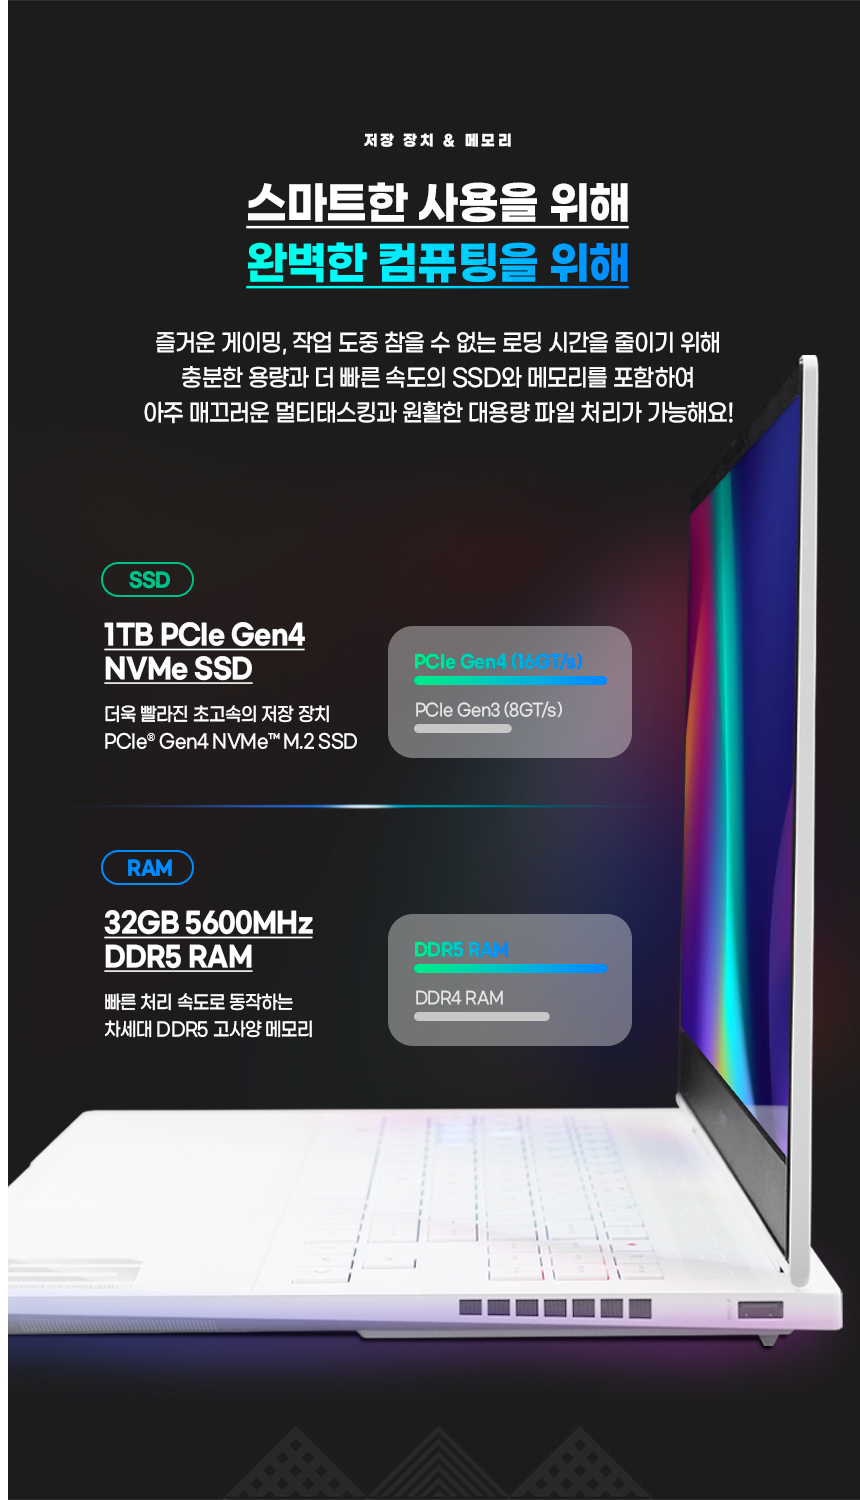 저장 장치 & 메모리
스마트한 사용을 위해
완벽한 컴퓨팅을 위해
즐거운 게이밍, 작업 도중 참을 수 없는 로딩 시간을 줄이기 위해
충분한 용량과 더 빠른 속도의 SSD와 메모리를 포함하여
아주 매끄러운 멀티태스킹과 원활한 대용량 파일 처리가 가능해요!
SSD
1TB PCIe Gen4
NVMe SSD
더욱 빨라진 초고속의 저장 장치
PCIe® Gen4 NVMe™ M.2 SSD
PCIe Gen4 (16GT/s)
PCIe Gen3 (8GT/s)
RAM
32GB 5600MHz
DDR5 RAM
빠른 처리 속도로 동작하는
차세대 DDR5 고사양 메모리
DDR5 RAM
DDR4 RAM